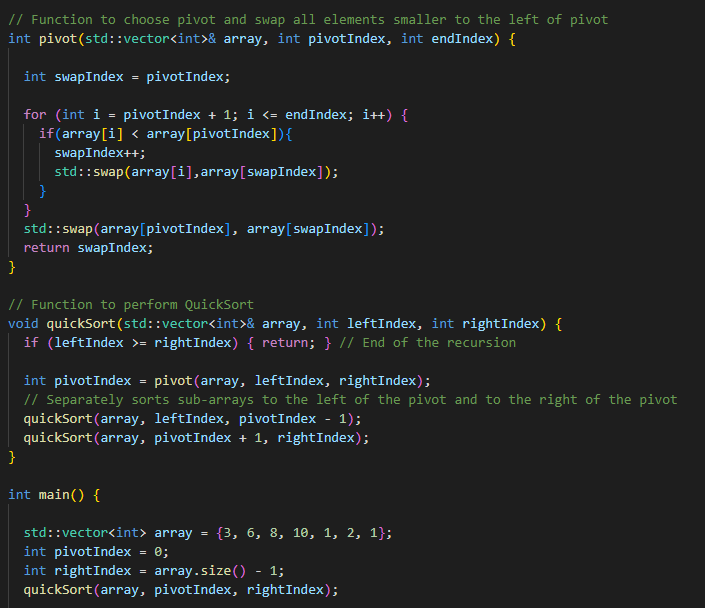 // Function to choose pivot and swap all elements smaller to the left of pivot
int pivot(std::vector<int>& array, int pivotIndex, int endIndex) {
int swapIndex = pivotIndex;
for (int i = pivotIndex + 1; i <= endIndex; i++) {
if(array[i] < array[pivotIndex]){
swapIndex++;
std::swap(array[i],array[swapIndex]);
}
}
std::swap(array[pivotIndex], array[swapIndex]);
return swapIndex;
}
// Function to perform QuickSort
void quickSort(std::vector<int>& array, int leftIndex, int rightIndex) {
if (leftIndex >= rightIndex) { return; } // End of the recursion
int pivotIndex = pivot(array, leftIndex, rightIndex);
// Separately sorts sub-arrays to the left of the pivot and to the right of the pivot
quickSort(array, leftIndex, pivotIndex - 1);
quickSort(array, pivotIndex + 1, rightIndex);
}
int main() {
std::vector<int> array = {3, 6, 8, 10, 1, 2, 1};
int pivotIndex = 0;
int rightIndex = array.size() - 1;
quickSort(array, pivotIndex, rightIndex);